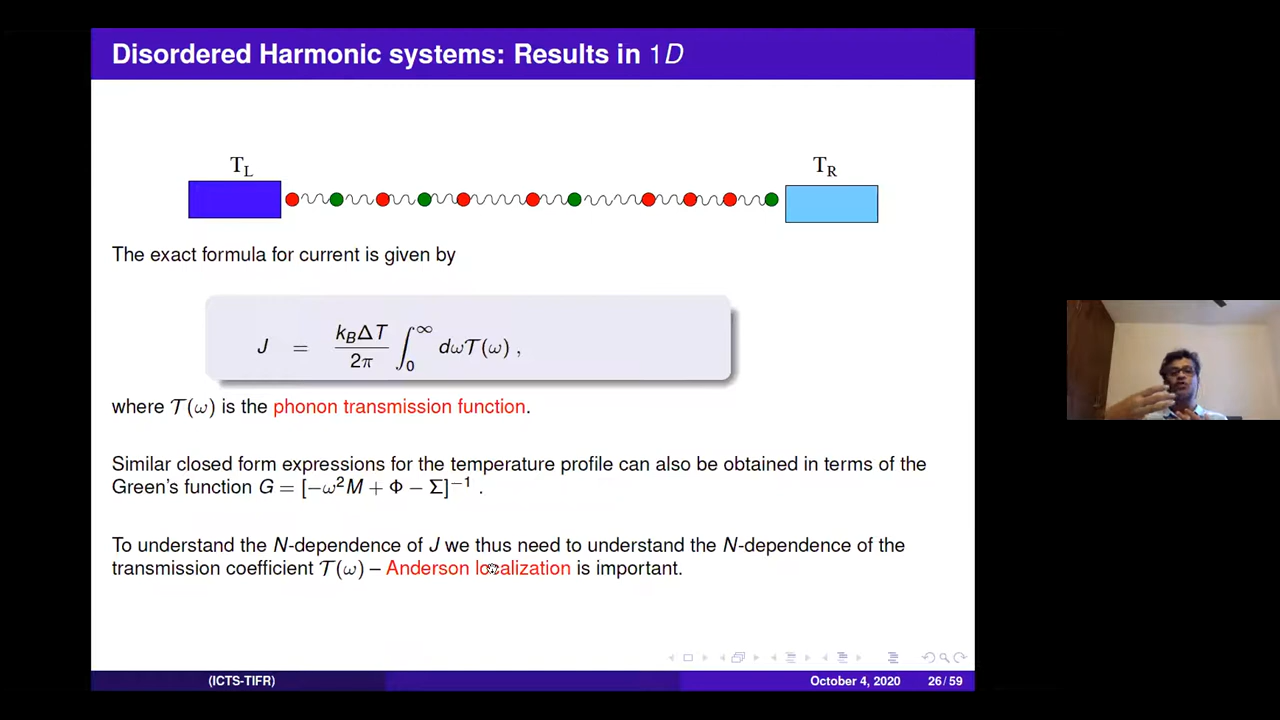 Disordered Harmonic systems: Results in 1D
T_L
T_R
The exact formula for current is given by
J = \frac{k_B ΔT}{2π} ∫_0^∞ dω𝒯(ω) ,
where 𝒯(ω) is the phonon transmission function.
Similar closed form expressions for the temperature profile can also be obtained in terms of the
Green's function G = [−ω²M + Φ − Σ]⁻¹ .
To understand the N-dependence of J we thus need to understand the N-dependence of the
transmission coefficient 𝒯(ω) – Anderson localization is important.
(ICTS-TIFR)
October 4, 2020
26/59